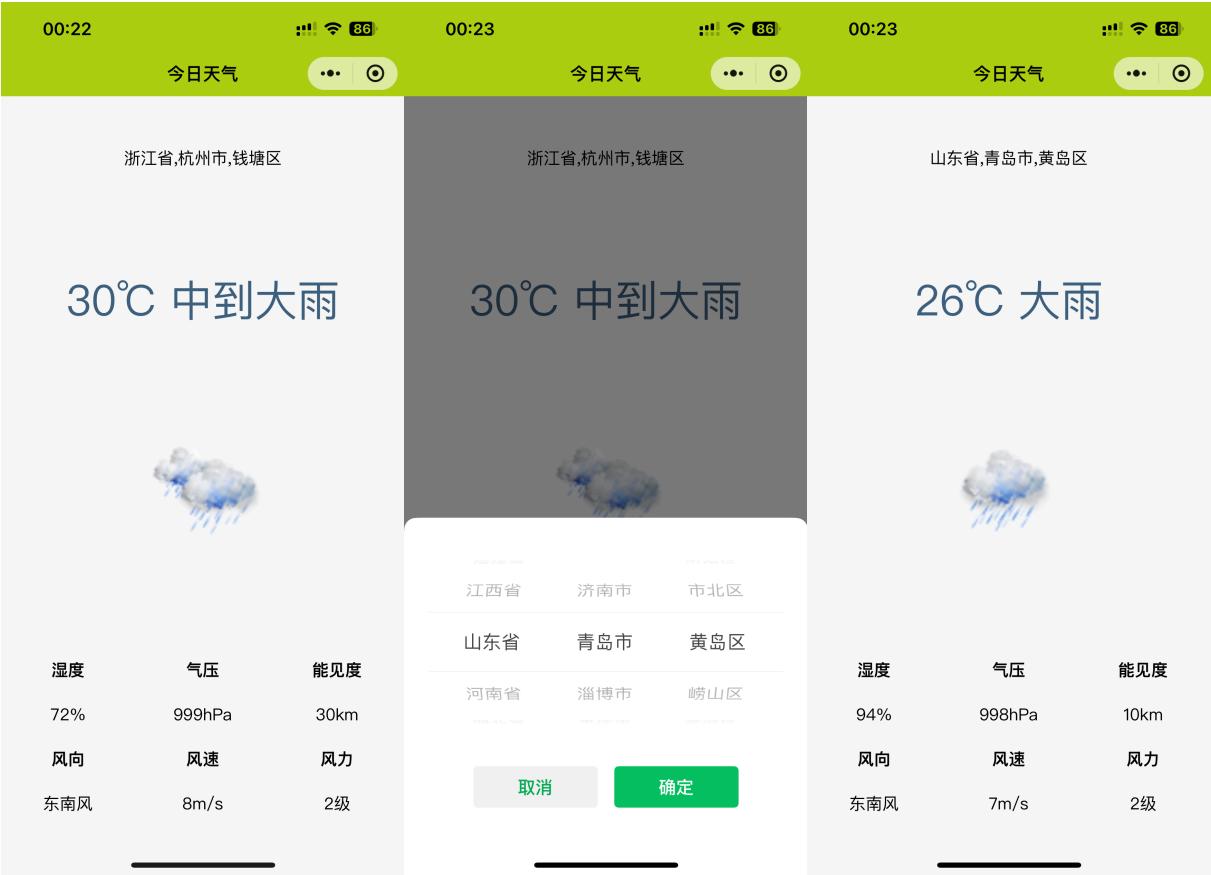 00:22
86
今日天气
浙江省,杭州市,钱塘区
30℃ 中到大雨
湿度 气压 能见度
72% 999hPa 30km
风向 风速 风力
东南风 8m/s 2级
00:23
86
今日天气
浙江省,杭州市,钱塘区
30℃ 中到大雨
江西省 济南市 市北区
山东省 青岛市 黄岛区
河南省 淄博市 崂山区
取消 确定
00:23
86
今日天气
山东省,青岛市,黄岛区
26℃ 大雨
湿度 气压 能见度
94% 998hPa 10km
风向 风速 风力
东南风 7m/s 2级